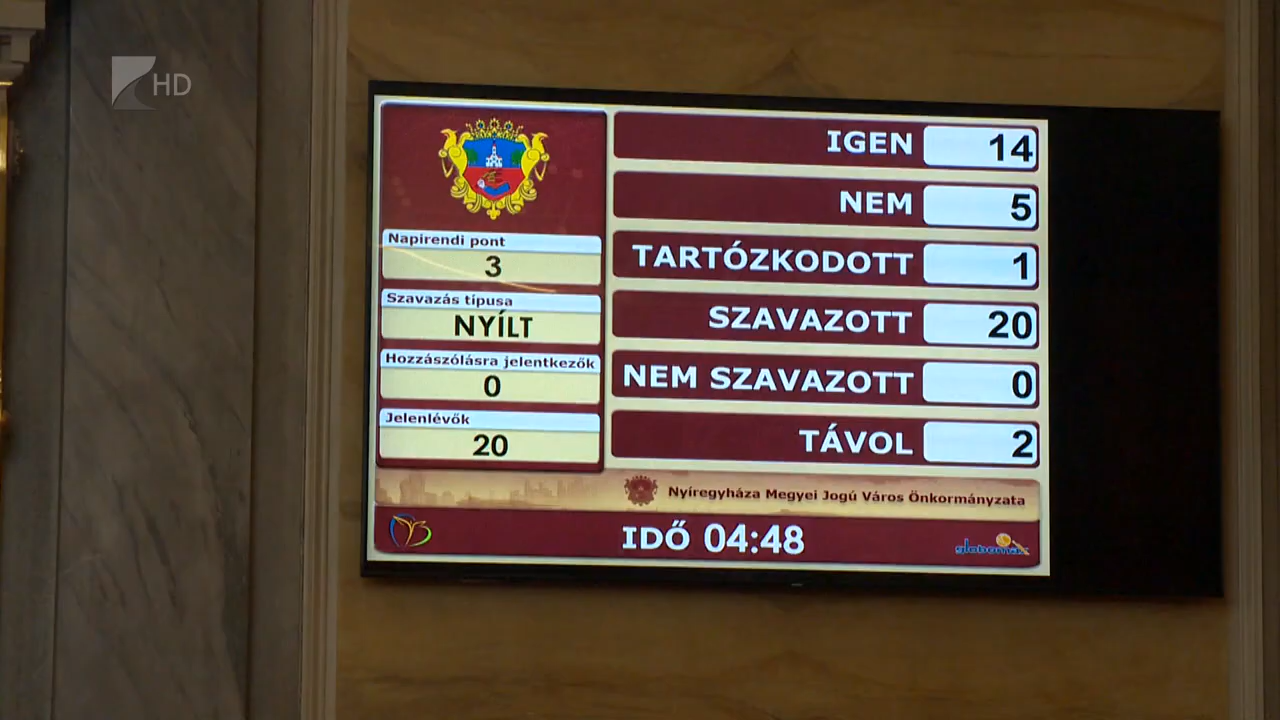 HD
IGEN 14
NEM 5
TARTÓZKODOTT 1
SZAVAZOTT 20
NEM SZAVAZOTT 0
TÁVOL 2
Napirendi pont
3
Szavazás típusa
NYÍLT
Hozzászólásra jelentkezők
0
Jelenlévők
20
Nyíregyháza Megyei Jogú Város Önkormányzata
IDŐ 04:48
globomax